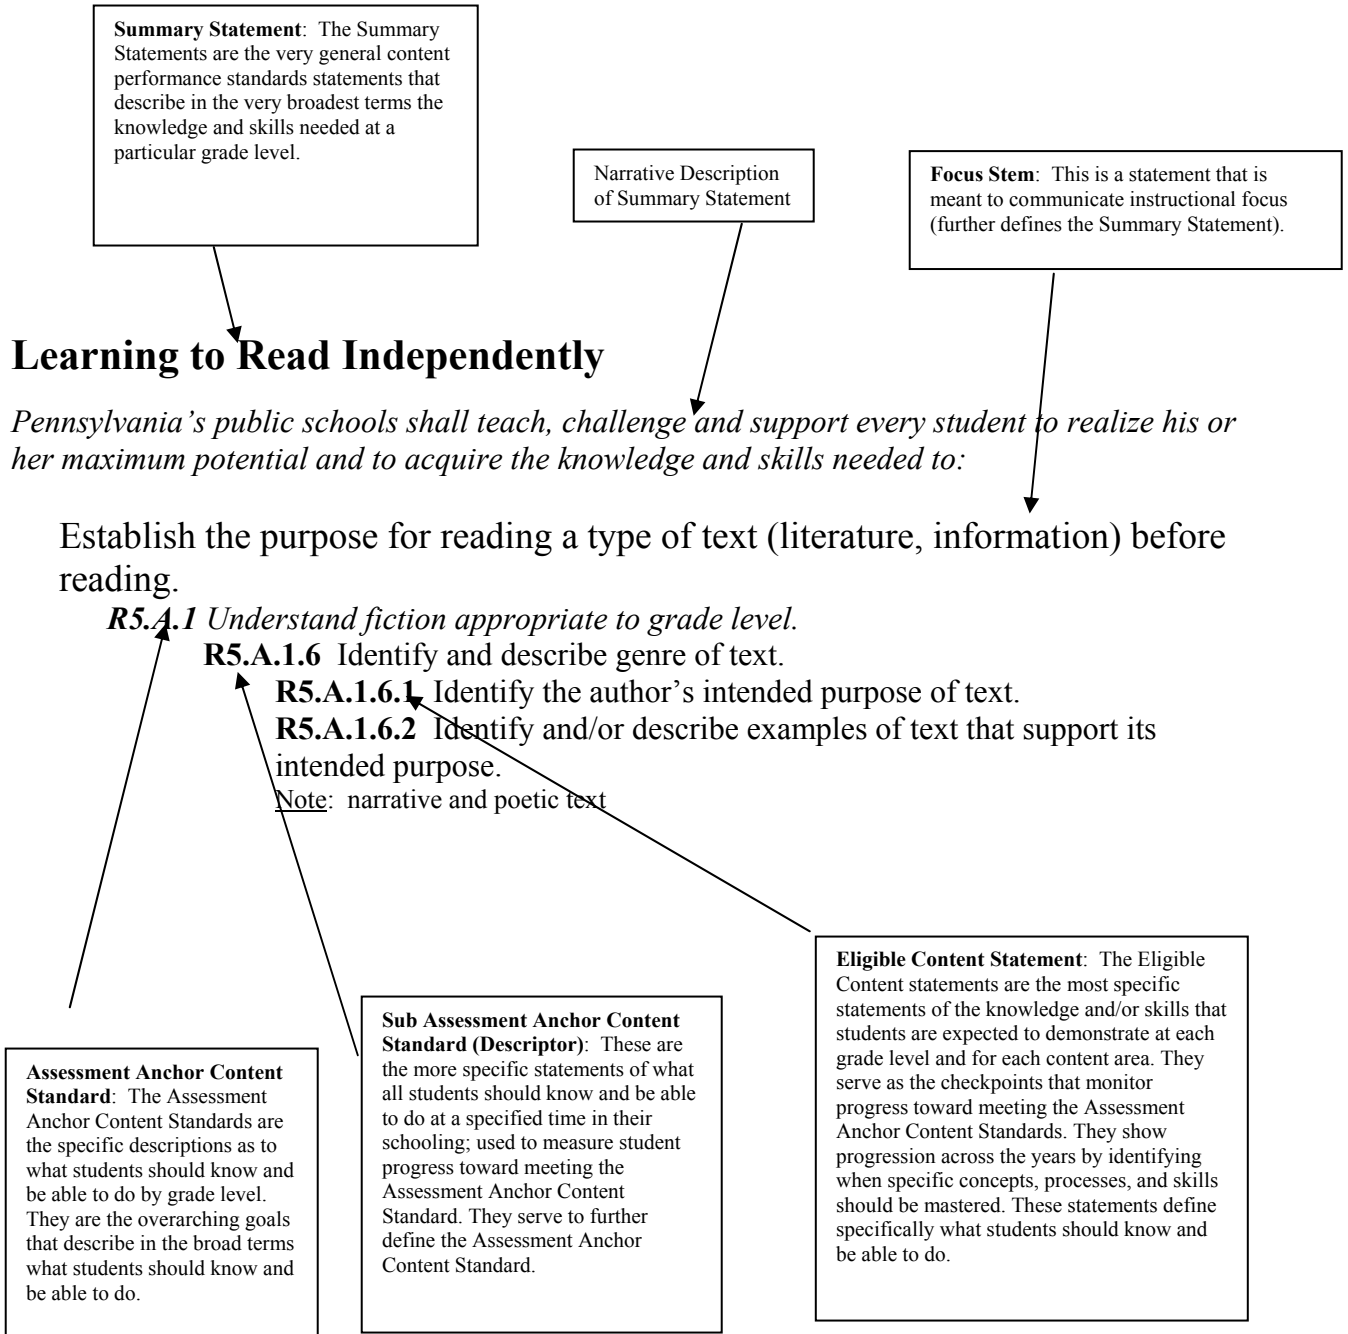 Summary Statement:  The Summary
Statements are the very general content
performance standards statements that
describe in the very broadest terms the
knowledge and skills needed at a
particular grade level.
Narrative Description
of Summary Statement
Focus Stem:  This is a statement that is
meant to communicate instructional focus
(further defines the Summary Statement).
Learning to Read Independently
Pennsylvania’s public schools shall teach, challenge and support every student to realize his or
her maximum potential and to acquire the knowledge and skills needed to:
Establish the purpose for reading a type of text (literature, information) before
reading.
R5.A.1 Understand fiction appropriate to grade level.
R5.A.1.6  Identify and describe genre of text.
R5.A.1.6.1  Identify the author’s intended purpose of text.
R5.A.1.6.2  Identify and/or describe examples of text that support its
intended purpose.
Note:  narrative and poetic text
Assessment Anchor Content
Standard:  The Assessment
Anchor Content Standards are
the specific descriptions as to
what students should know and
be able to do by grade level.
They are the overarching goals
that describe in the broad terms
what students should know and
be able to do.
Sub Assessment Anchor Content
Standard (Descriptor):  These are
the more specific statements of what
all students should know and be able
to do at a specified time in their
schooling; used to measure student
progress toward meeting the
Assessment Anchor Content
Standard. They serve to further
define the Assessment Anchor
Content Standard.
Eligible Content Statement:  The Eligible
Content statements are the most specific
statements of the knowledge and/or skills that
students are expected to demonstrate at each
grade level and for each content area. They
serve as the checkpoints that monitor
progress toward meeting the Assessment
Anchor Content Standards. They show
progression across the years by identifying
when specific concepts, processes, and skills
should be mastered. These statements define
specifically what students should know and
be able to do.